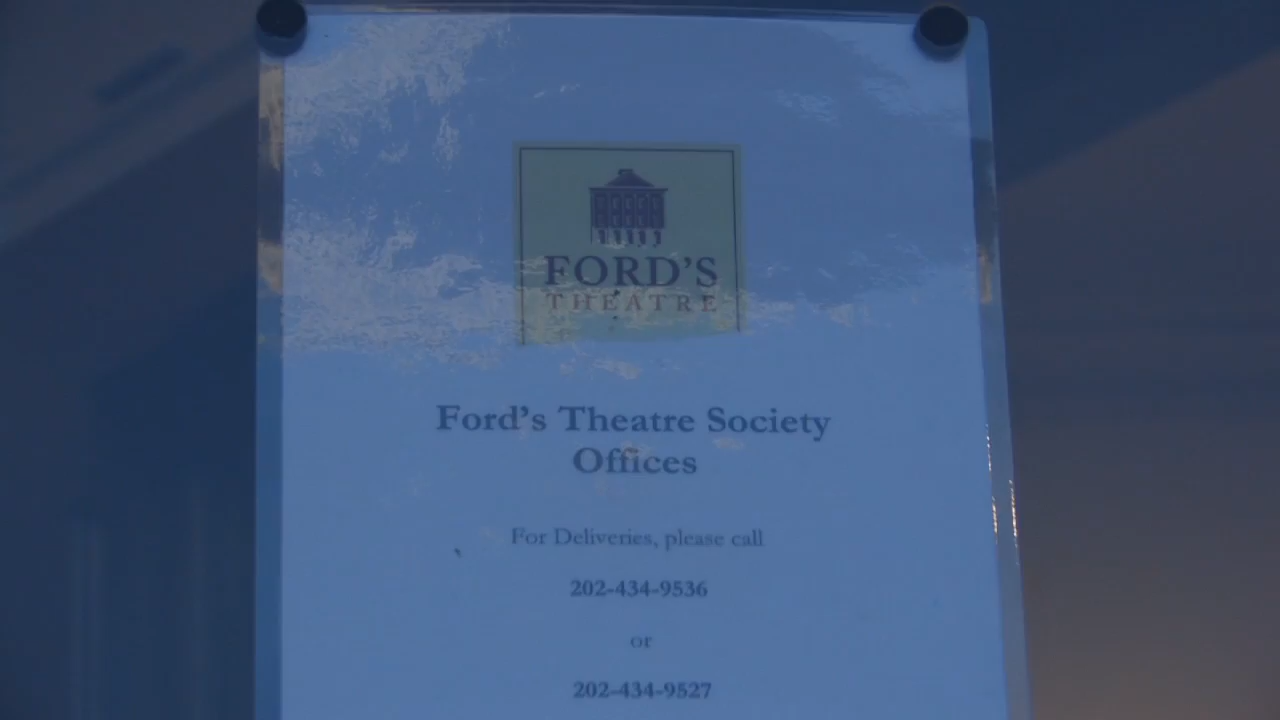 FORD'S
THEATRE
Ford's Theatre Society
Offices
For Deliveries, please call
202-434-9536
or
202-434-9527